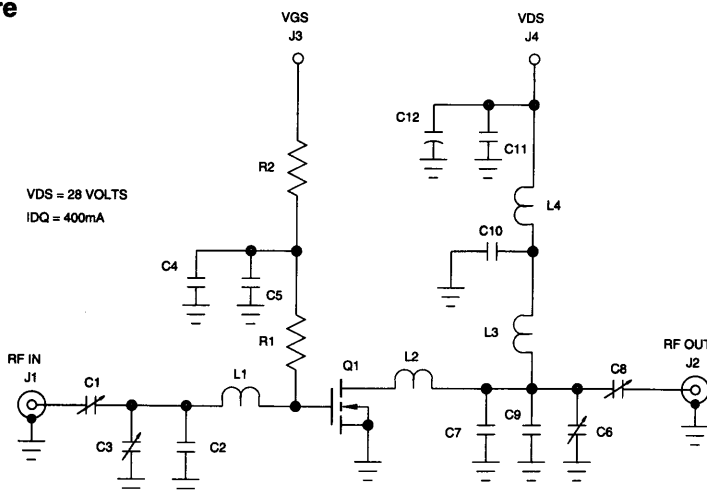 re
VGS
J3
VDS
J4
C12
C11
R2
VDS = 28 VOLTS
IDQ = 400mA
L4
C10
C4
C5
R1
L3
RF IN
J1
C1
L1
Q1
L2
C8
RF OUT
J2
C3
C2
C7
C9
C6